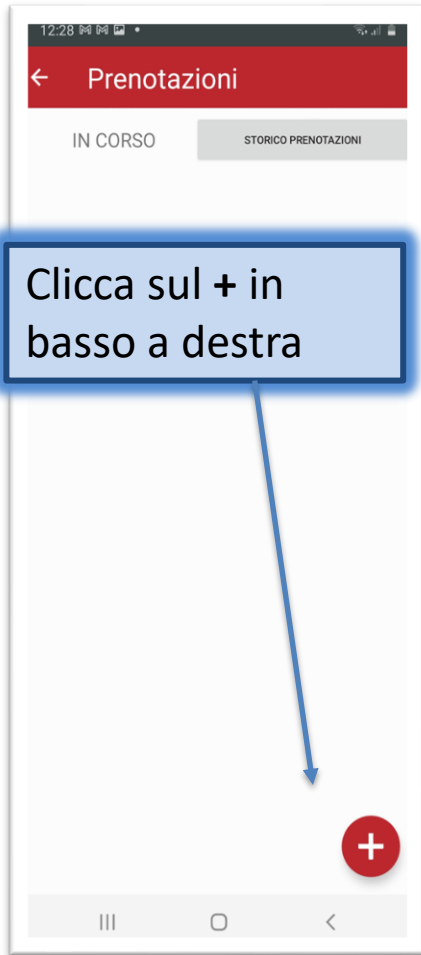 12:28
Prenotazioni
IN CORSO
STORICO PRENOTAZIONI
Clicca sul + in
basso a destra
+